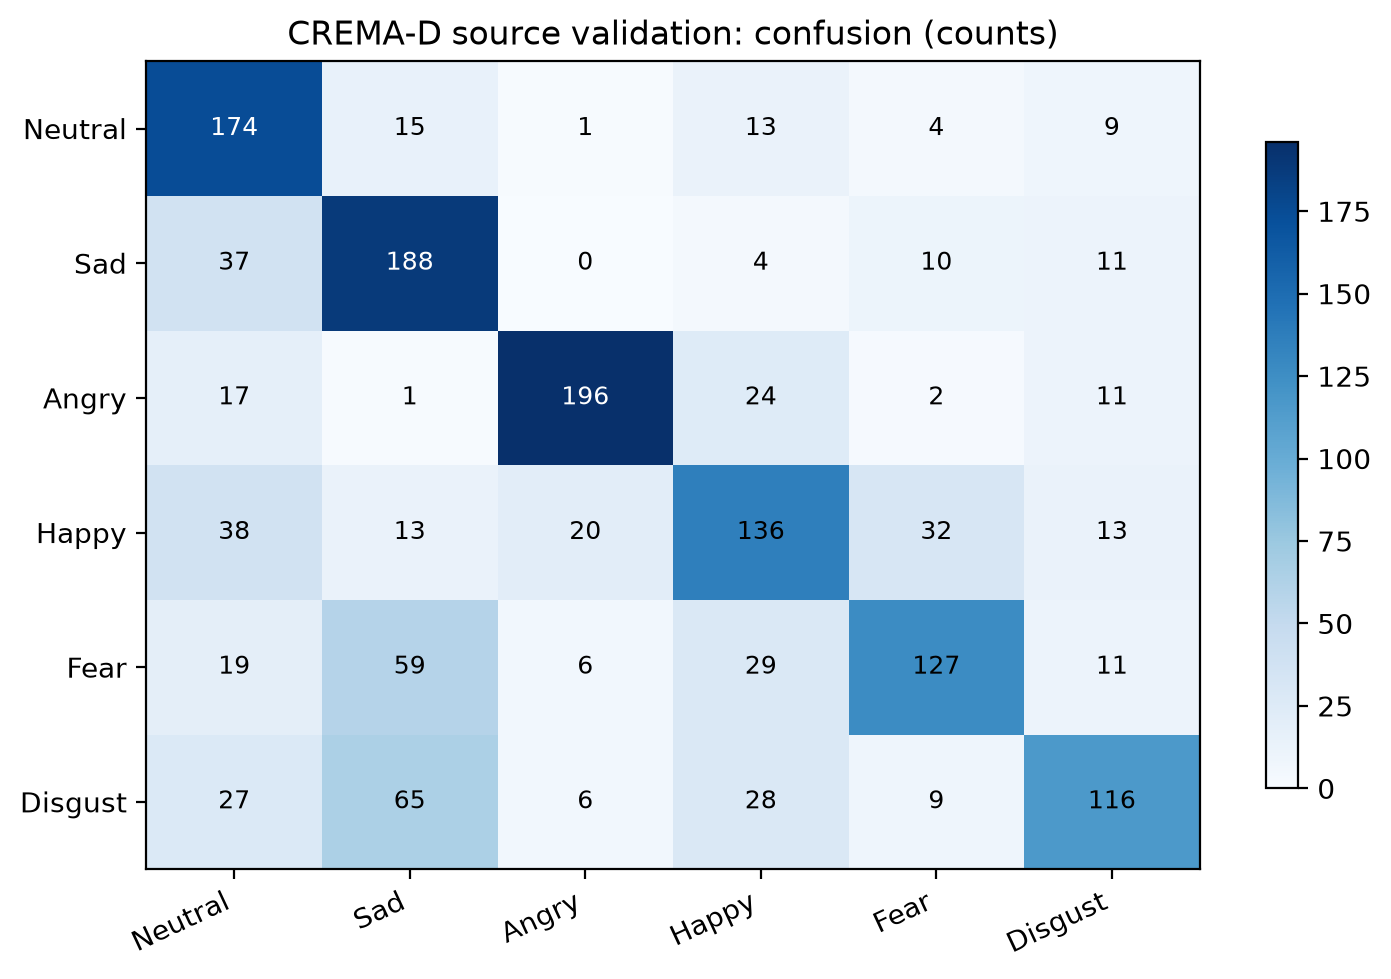 CREMA-D source validation: confusion (counts)
Neutral 174 15 1 13 4 9
Sad 37 188 0 4 10 11
Angry 17 1 196 24 2 11
Happy 38 13 20 136 32 13
Fear 19 59 6 29 127 11
Disgust 27 65 6 28 9 116
Neutral Sad Angry Happy Fear Disgust
175
150
125
100
75
50
25
0